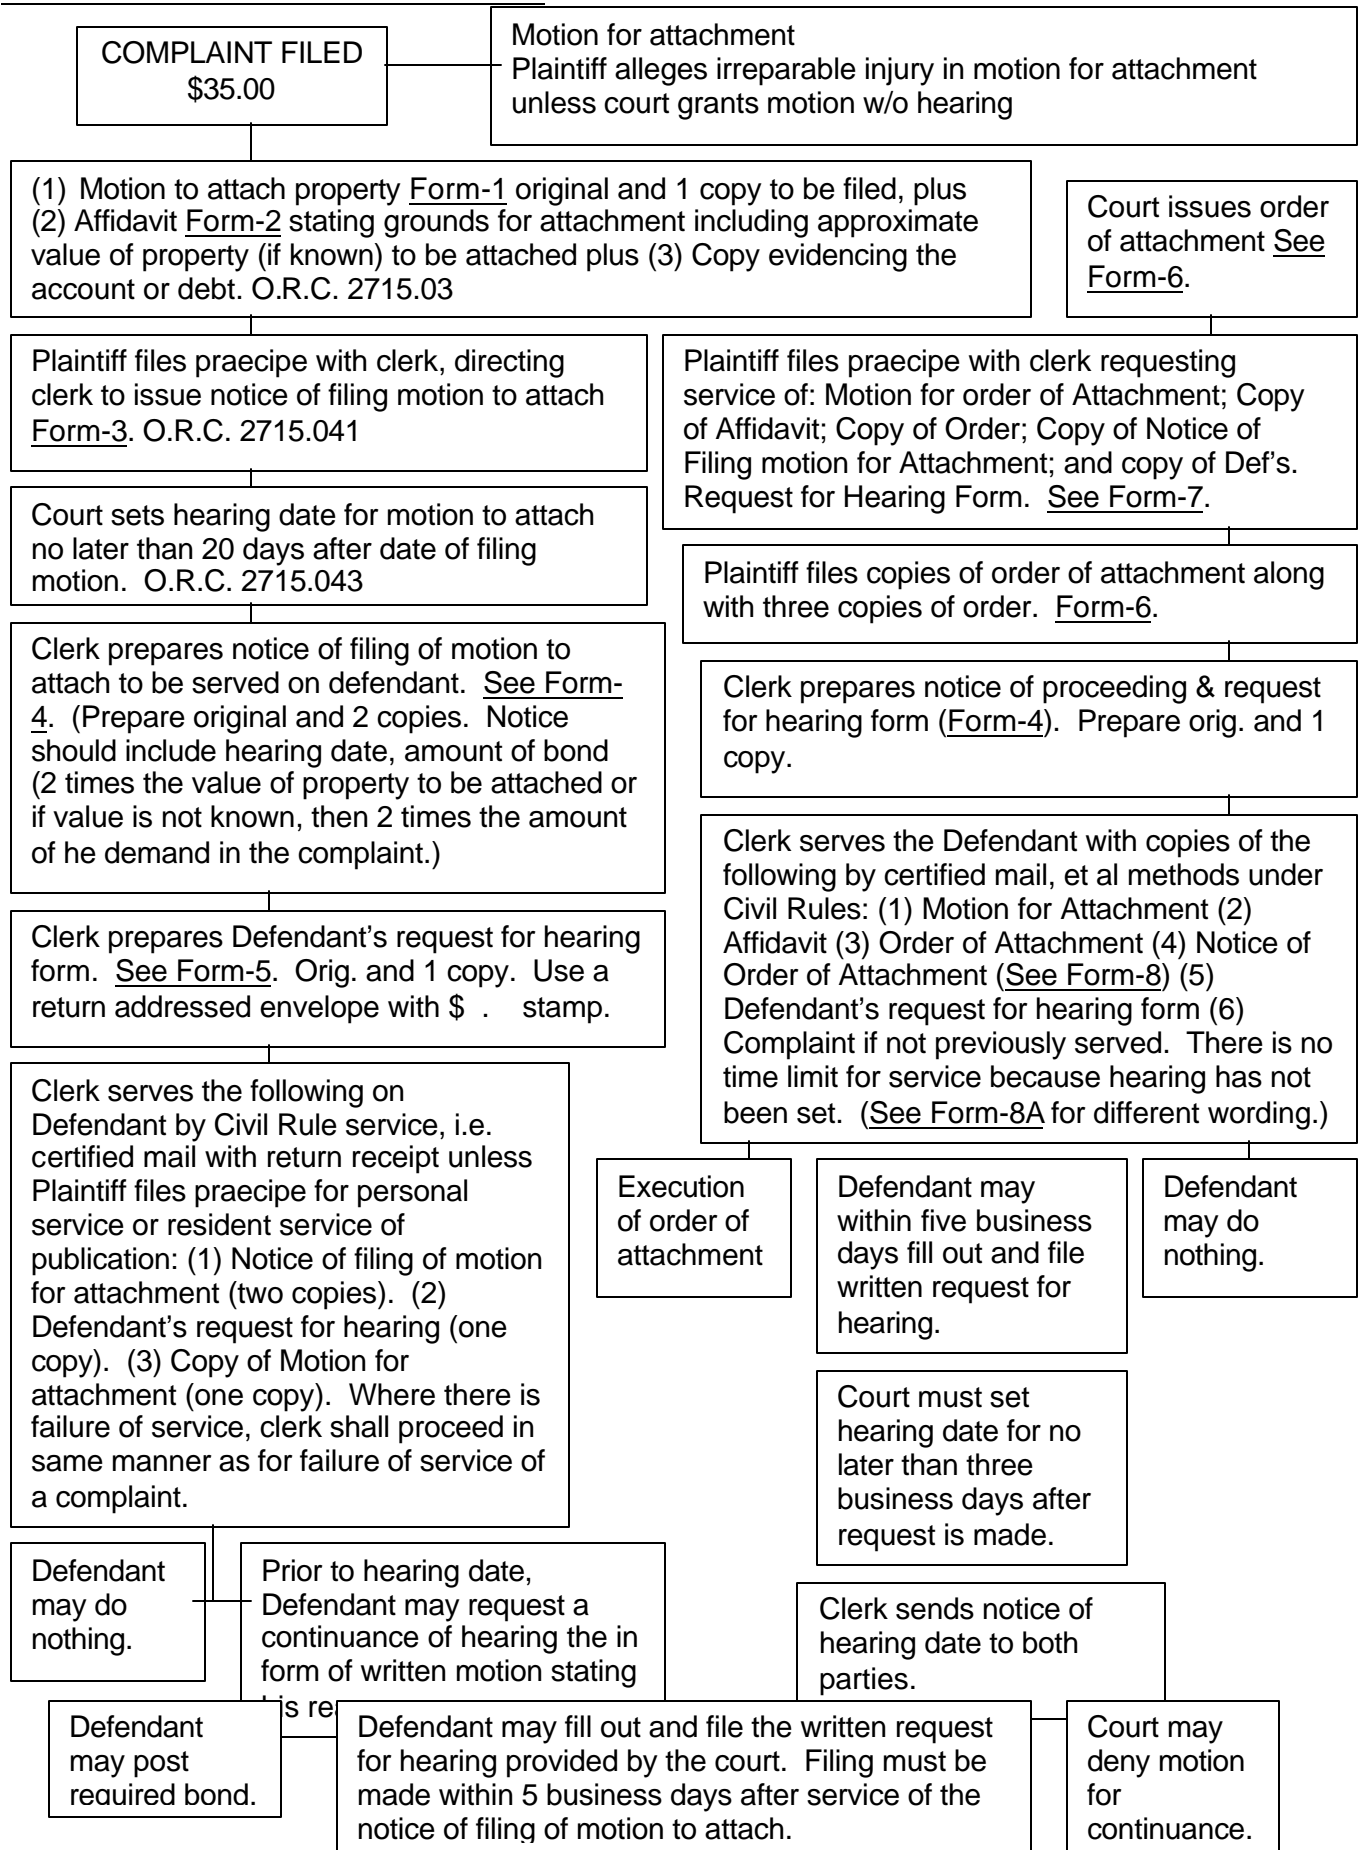 COMPLAINT FILED
$35.00
Motion for attachment
Plaintiff alleges irreparable injury in motion for attachment
unless court grants motion w/o hearing
(1) Motion to attach property Form-1 original and 1 copy to be filed, plus
(2) Affidavit Form-2 stating grounds for attachment including approximate
value of property (if known) to be attached plus (3) Copy evidencing the
account or debt. O.R.C. 2715.03
Court issues order
of attachment See
Form-6.
Plaintiff files praecipe with clerk, directing
clerk to issue notice of filing motion to attach
Form-3. O.R.C. 2715.041
Plaintiff files praecipe with clerk requesting
service of: Motion for order of Attachment; Copy
of Affidavit; Copy of Order; Copy of Notice of
Filing motion for Attachment; and copy of Def's.
Request for Hearing Form. See Form-7.
Court sets hearing date for motion to attach
no later than 20 days after date of filing
motion. O.R.C. 2715.043
Plaintiff files copies of order of attachment along
with three copies of order. Form-6.
Clerk prepares notice of filing of motion to
attach to be served on defendant. See Form-
4. (Prepare original and 2 copies. Notice
should include hearing date, amount of bond
(2 times the value of property to be attached or
if value is not known, then 2 times the amount
of he demand in the complaint.)
Clerk prepares notice of proceeding & request
for hearing form (Form-4). Prepare orig. and 1
copy.
Clerk prepares Defendant's request for hearing
form. See Form-5. Orig. and 1 copy. Use a
return addressed envelope with $ . stamp.
Clerk serves the Defendant with copies of the
following by certified mail, et al methods under
Civil Rules: (1) Motion for Attachment (2)
Affidavit (3) Order of Attachment (4) Notice of
Order of Attachment (See Form-8) (5)
Defendant's request for hearing form (6)
Complaint if not previously served. There is no
time limit for service because hearing has not
been set. (See Form-8A for different wording.)
Clerk serves the following on
Defendant by Civil Rule service, i.e.
certified mail with return receipt unless
Plaintiff files praecipe for personal
service or resident service of
publication: (1) Notice of filing of motion
for attachment (two copies). (2)
Defendant's request for hearing (one
copy). (3) Copy of Motion for
attachment (one copy). Where there is
failure of service, clerk shall proceed in
same manner as for failure of service of
a complaint.
Execution
of order of
attachment
Defendant may
within five business
days fill out and file
written request for
hearing.
Defendant
may do
nothing.
Court must set
hearing date for no
later than three
business days after
request is made.
Defendant
may do
nothing.
Prior to hearing date,
Defendant may request a
continuance of hearing the in
form of written motion stating
Clerk sends notice of
hearing date to both
parties.
Defendant
may post
required bond.
Defendant may fill out and file the written request
for hearing provided by the court. Filing must be
made within 5 business days after service of the
notice of filing of motion to attach.
Court may
deny motion
for
continuance.